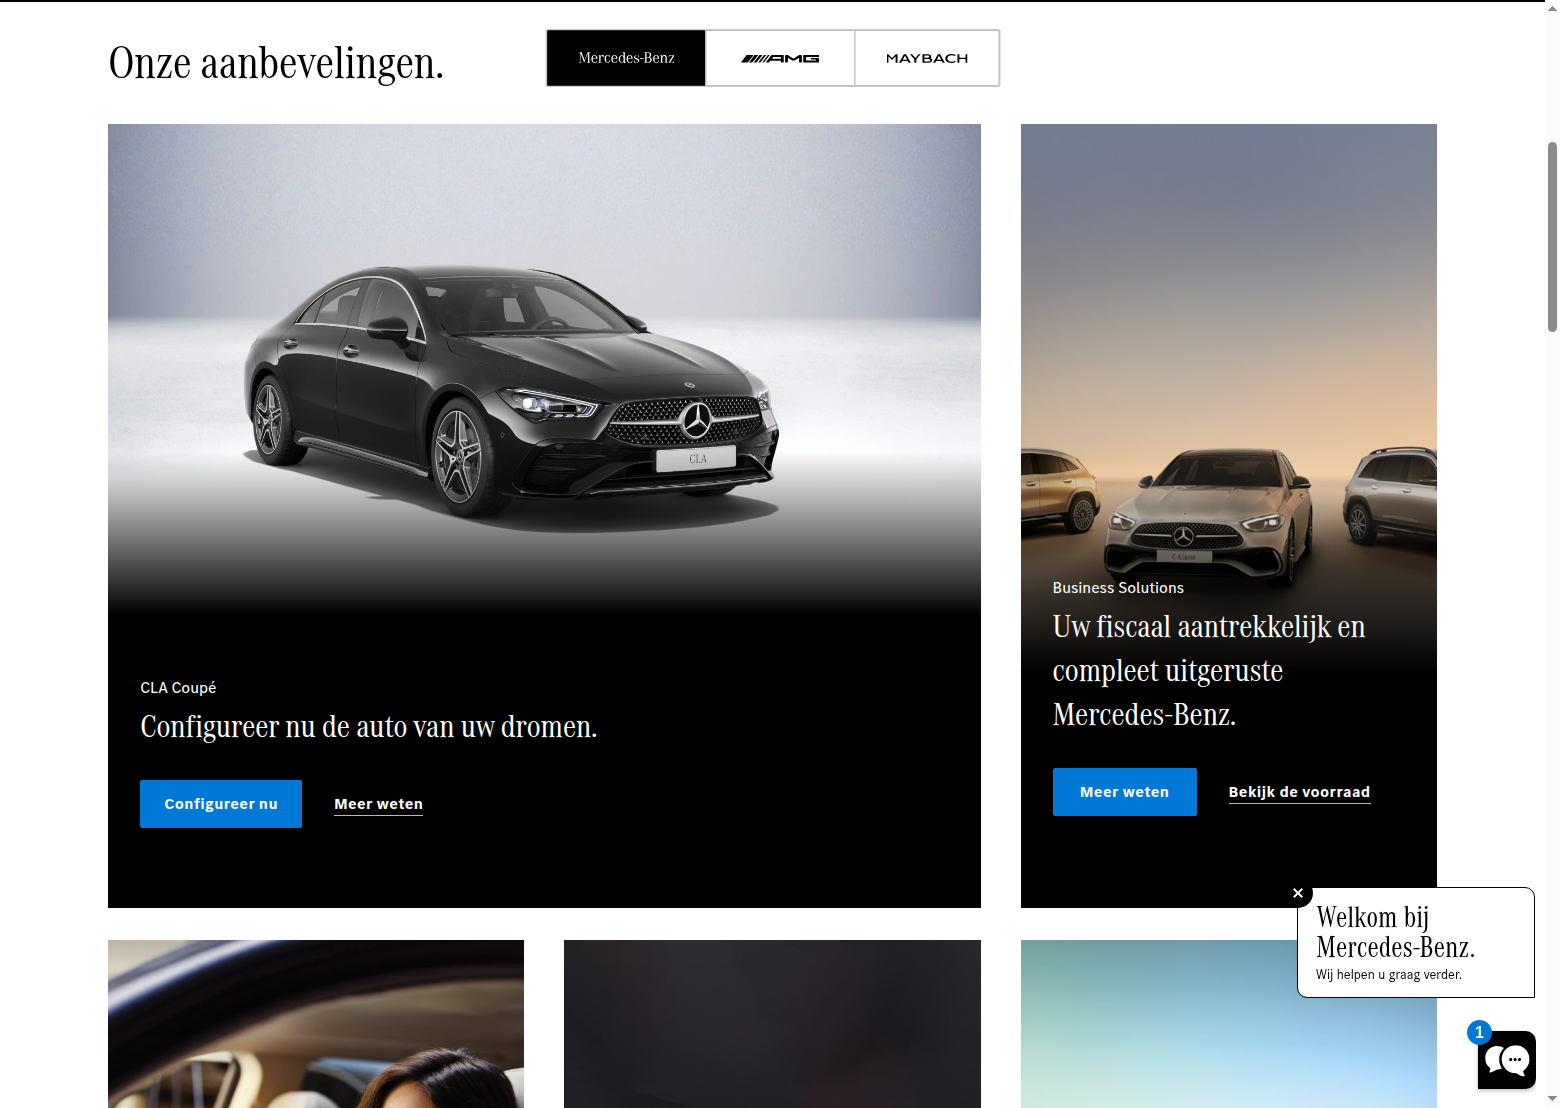 Onze aanbevelingen.
Mercedes-Benz
AMG
MAYBACH
CLA
CLA Coupé
Configureer nu de auto van uw dromen.
Configureer nu
Meer weten
C-Klasse
Business Solutions
Uw fiscaal aantrekkelijk en
compleet uitgeruste
Mercedes-Benz.
Meer weten
Bekijk de voorraad
Welkom bij
Mercedes-Benz.
Wij helpen u graag verder.
1